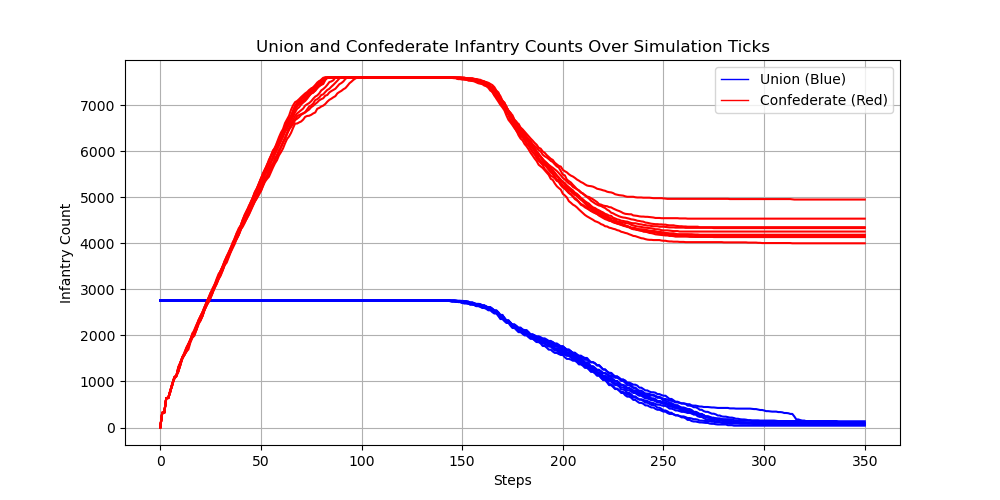 Union and Confederate Infantry Counts Over Simulation Ticks
Union (Blue)
Confederate (Red)
Infantry Count
7000
6000
5000
4000
3000
2000
1000
0
0 50 100 150 200 250 300 350
Steps